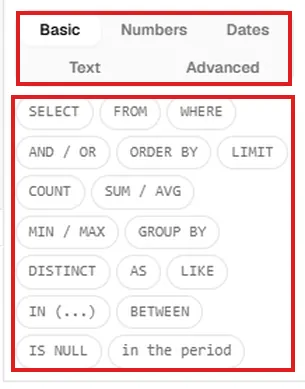 Basic Numbers Dates
Text Advanced
SELECT FROM WHERE
AND / OR ORDER BY LIMIT
COUNT SUM / AVG
MIN / MAX GROUP BY
DISTINCT AS LIKE
IN (...) BETWEEN
IS NULL in the period